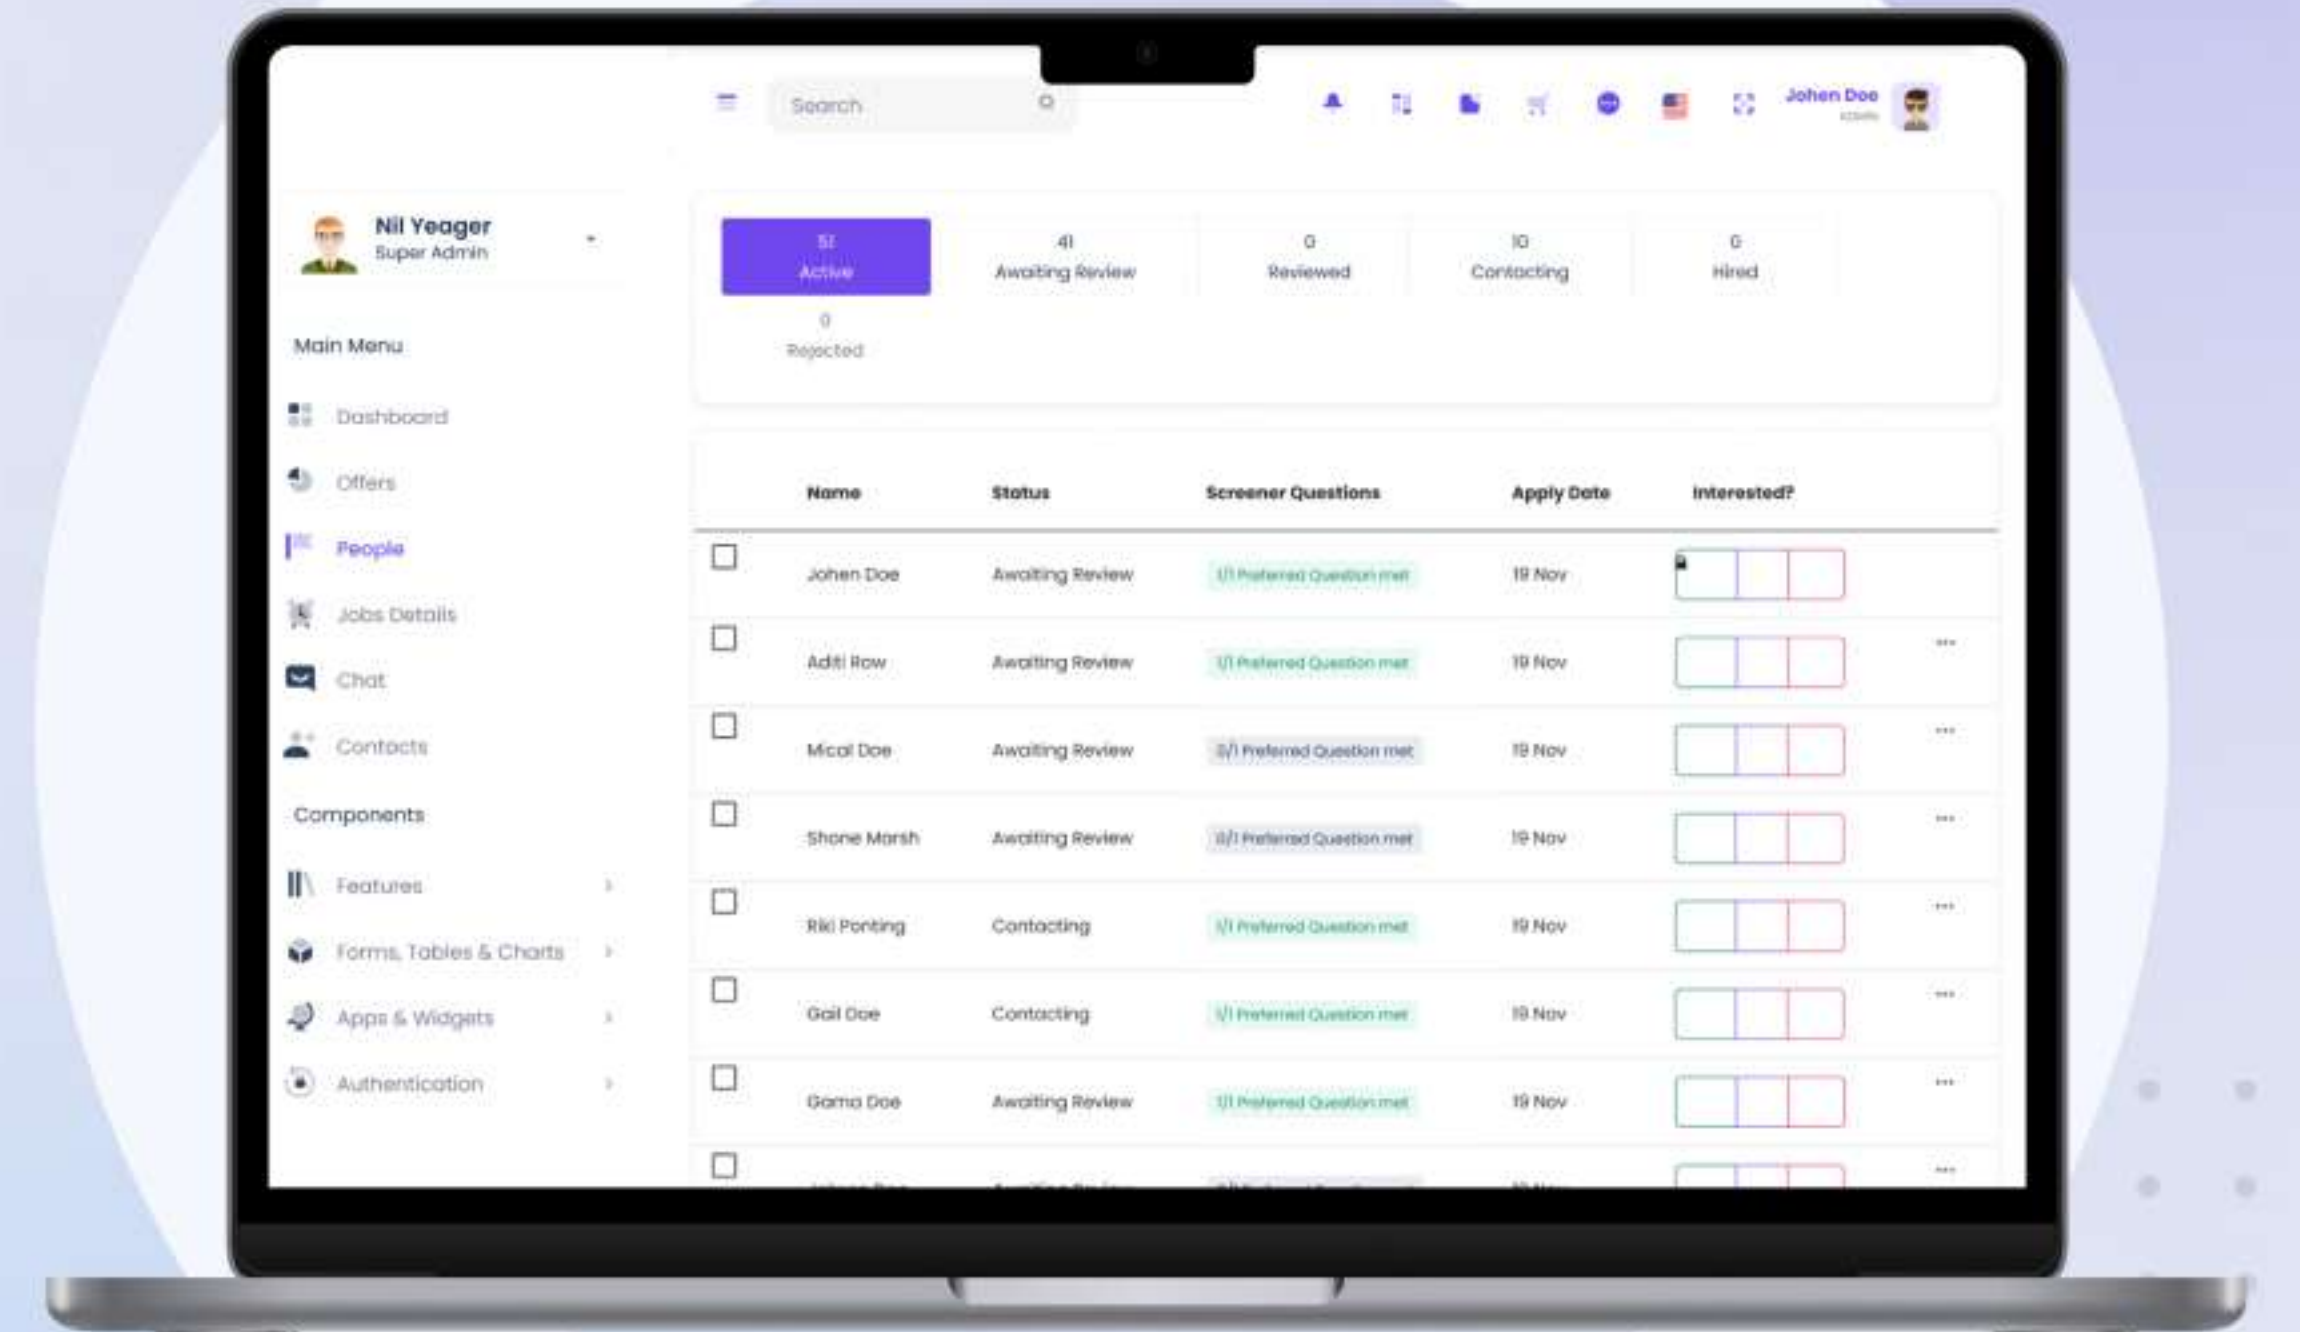 Search
Johen Doe
Nil Yeager
Super Admin
Main Menu
Dashboard
Offers
People
Jobs Details
Chat
Contacts
Components
Features
Forms, Tables & Charts
Apps & Widgets
Authentication
51
Active
41
Awaiting Review
0
Reviewed
10
Contacting
0
Hired
0
Rejected
Name Status Screener Questions Apply Date Interested?
Johen Doe Awaiting Review 1/1 Preferred Question met 19 Nov
Aditi Row Awaiting Review 1/1 Preferred Question met 19 Nov ...
Mical Doe Awaiting Review 0/1 Preferred Question met 19 Nov ...
Shone Marsh Awaiting Review 0/1 Preferred Question met 19 Nov ...
Riki Ponting Contacting 1/1 Preferred Question met 19 Nov ...
Gail Doe Contacting 1/1 Preferred Question met 19 Nov ...
Gama Doe Awaiting Review 1/1 Preferred Question met 19 Nov ...